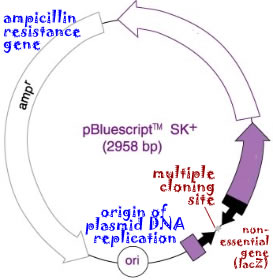 ampicillin
resistance
gene
ampr
pBluescript™ SK+
(2958 bp)
multiple
cloning
site
origin of
plasmid DNA
replication
ori
non-
essential
gene
(lacZ)